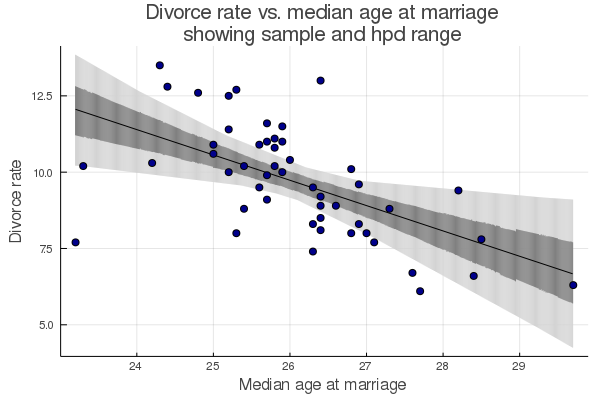 Divorce rate vs. median age at marriage
showing sample and hpd range
Divorce rate
12.5
10.0
7.5
5.0
24 25 26 27 28 29
Median age at marriage